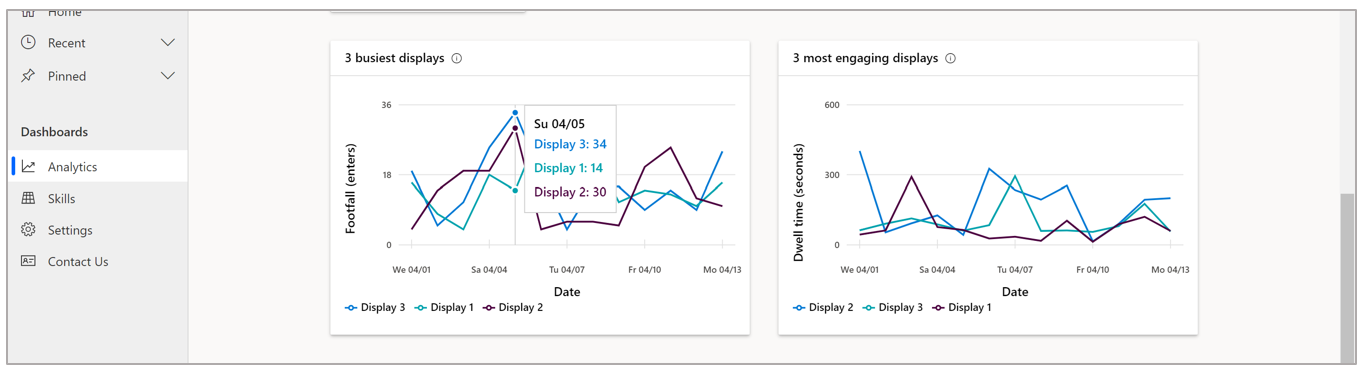 Home
Recent
Pinned
Dashboards
Analytics
Skills
Settings
Contact Us
3 busiest displays
36
18
0
Footfall (enters)
Su 04/05
Display 3: 34
Display 1: 14
Display 2: 30
We 04/01 Sa 04/04 Tu 04/07 Fr 04/10 Mo 04/13
Date
Display 3 Display 1 Display 2
3 most engaging displays
600
300
0
Dwell time (seconds)
We 04/01 Sa 04/04 Tu 04/07 Fr 04/10 Mo 04/13
Date
Display 2 Display 3 Display 1